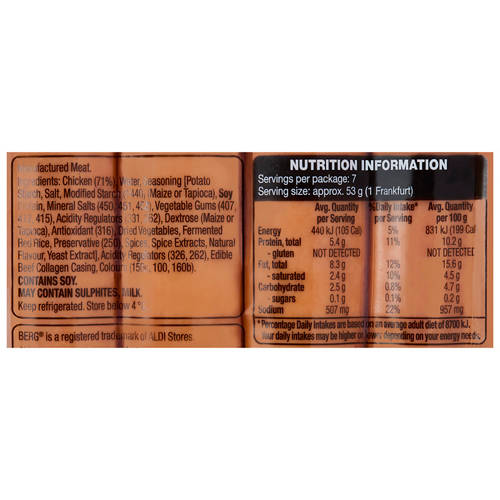 Manufactured Meat.
Ingredients: Chicken (71%), Water, Seasoning [Potato
Starch, Salt, Modified Starch (1440) (Maize or Tapioca), Soy
Protein, Mineral Salts (450, 451, 452), Vegetable Gums (407,
412, 415), Acidity Regulators (331, 262), Dextrose (Maize or
Tapioca), Antioxidant (316), Dried Vegetables, Fermented
Red Rice, Preservative (250), Spices, Spice Extracts, Natural
Flavour, Yeast Extract], Acidity Regulators (326, 262), Edible
Beef Collagen Casing, Colours (150c, 100, 160b).
CONTAINS SOY.
MAY CONTAIN SULPHITES, MILK.
Keep refrigerated. Store below 4°
BERG® is a registered trademark of ALDI Stores
NUTRITION INFORMATION
Servings per package: 7
Serving size: approx. 53 g (1 Frankfurt)
Avg. Quantity per Serving %Daily Intake* per Serving Avg. Quantity per 100 g
Energy 440 kJ (105 Cal) 5% 831 kJ (199 Cal
Protein, total 5.4 g 11% 10.2 g
- gluten NOT DETECTED NOT DETECTED
Fat, total 8.3 g 12% 15.6 g
- saturated 2.4 g 10% 4.5 g
Carbohydrate 2.5 g 0.8% 4.7 g
- sugars 0.1 g 0.1% 0.2 g
Sodium 507 mg 22% 957 mg
*Percentage Daily Intakes are based on an average adult diet of 8700 kJ.
Your daily intakes may be higher or lower depending on your energy needs.